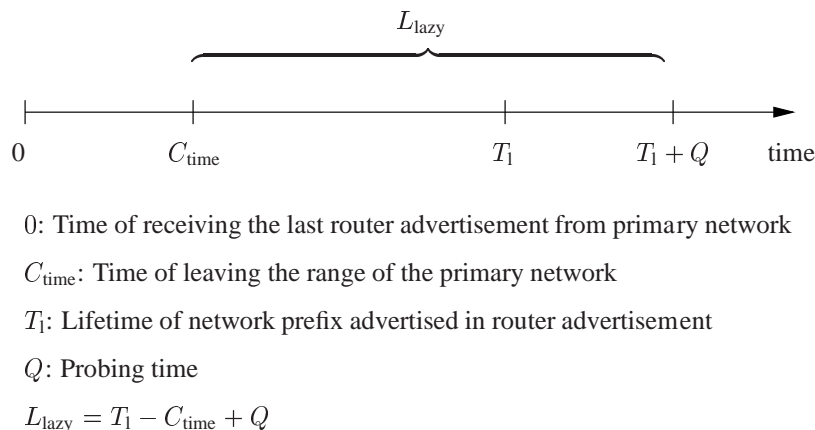 L_lazy
0 C_time T_l T_l + Q time
0: Time of receiving the last router advertisement from primary network
C_time: Time of leaving the range of the primary network
T_l: Lifetime of network prefix advertised in router advertisement
Q: Probing time
L_lazy = T_l − C_time + Q